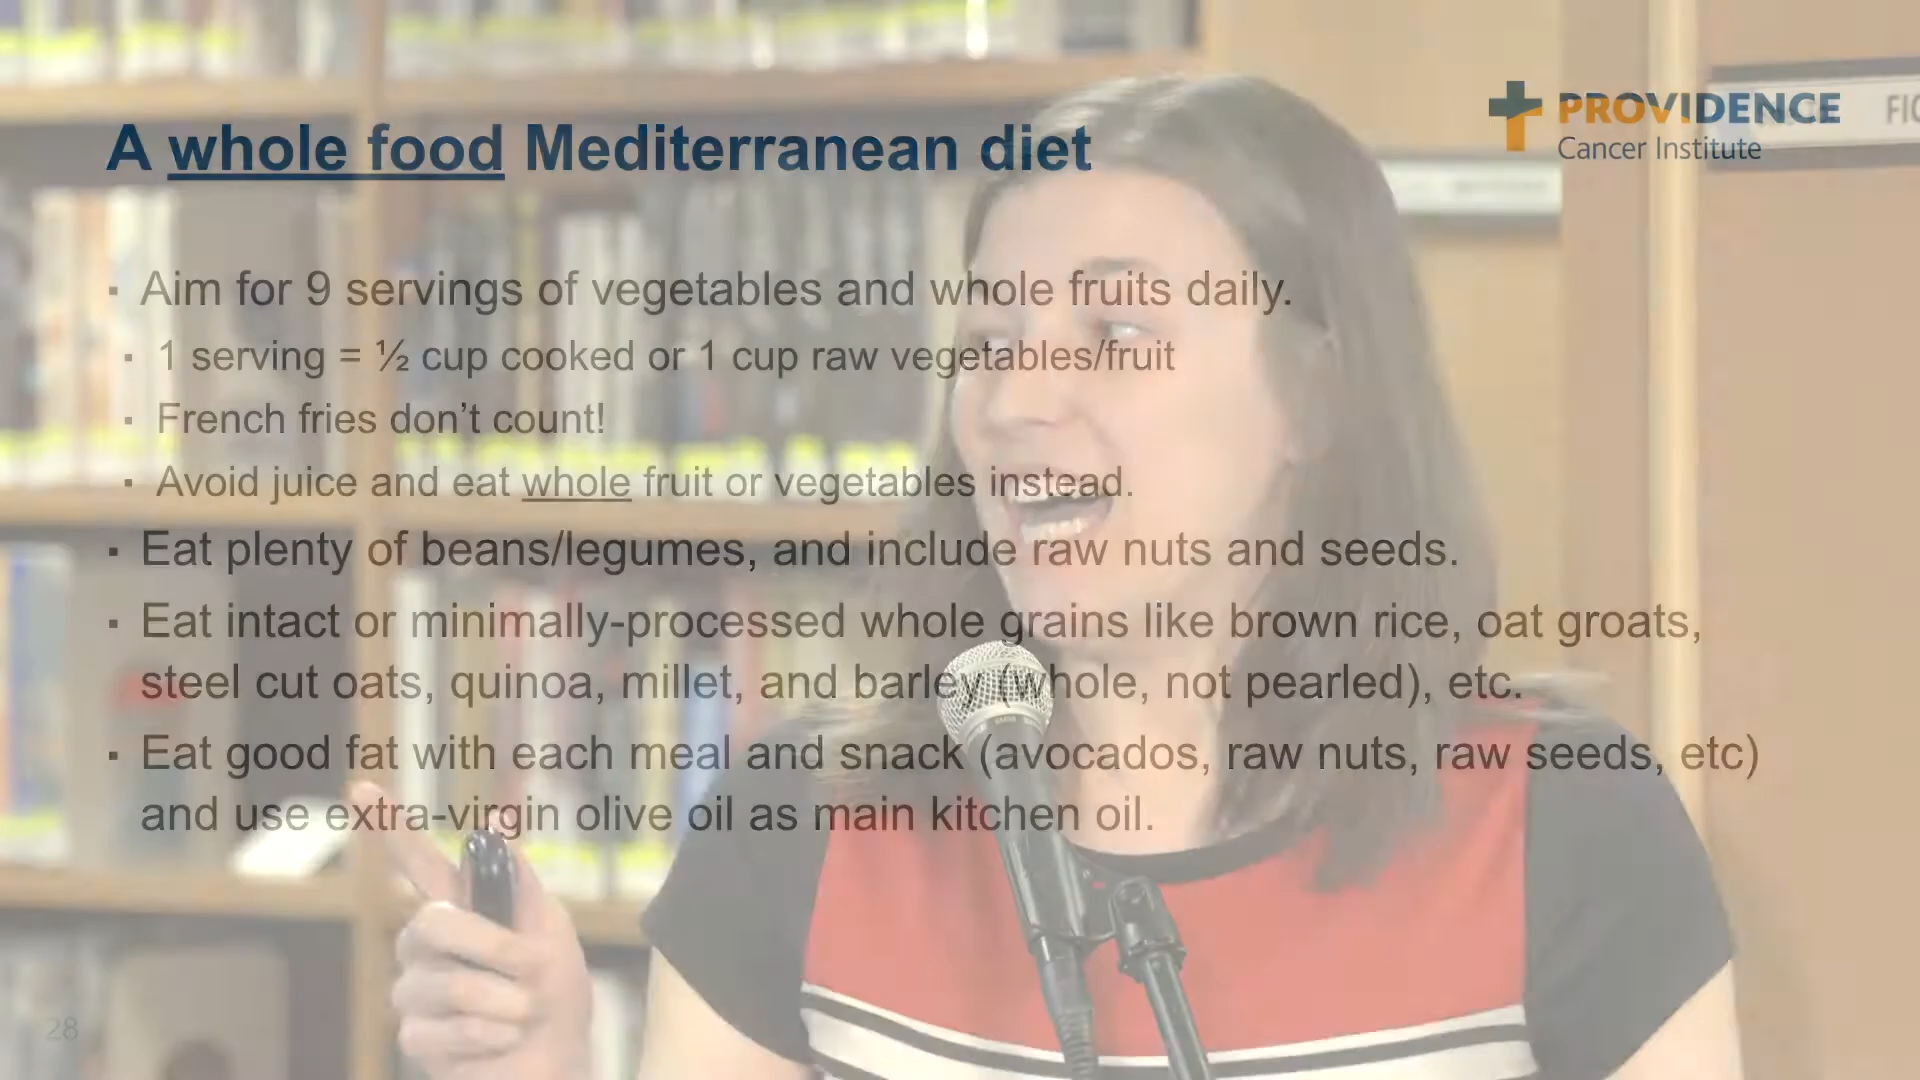 PROVIDENCE
Cancer Institute
FIC
A whole food Mediterranean diet
▪ Aim for 9 servings of vegetables and whole fruits daily.
▪ 1 serving = ½ cup cooked or 1 cup raw vegetables/fruit
▪ French fries don’t count!
▪ Avoid juice and eat whole fruit or vegetables instead.
▪ Eat plenty of beans/legumes, and include raw nuts and seeds.
▪ Eat intact or minimally-processed whole grains like brown rice, oat groats,
steel cut oats, quinoa, millet, and barley (whole, not pearled), etc.
▪ Eat good fat with each meal and snack (avocados, raw nuts, raw seeds, etc)
and use extra-virgin olive oil as main kitchen oil.
28